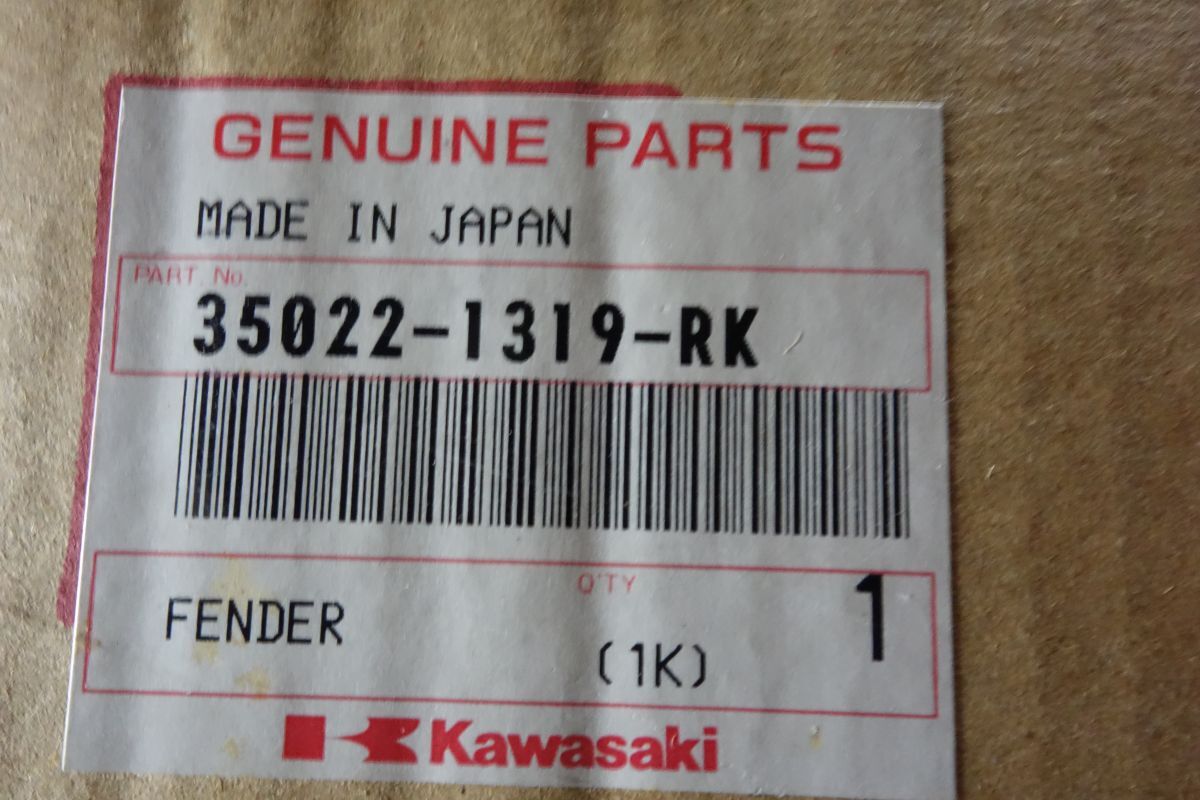 GENUINE PARTS
MADE IN JAPAN
PART. No.
35022-1319-RK
FENDER
Q'TY
1
(1K)
Kawasaki